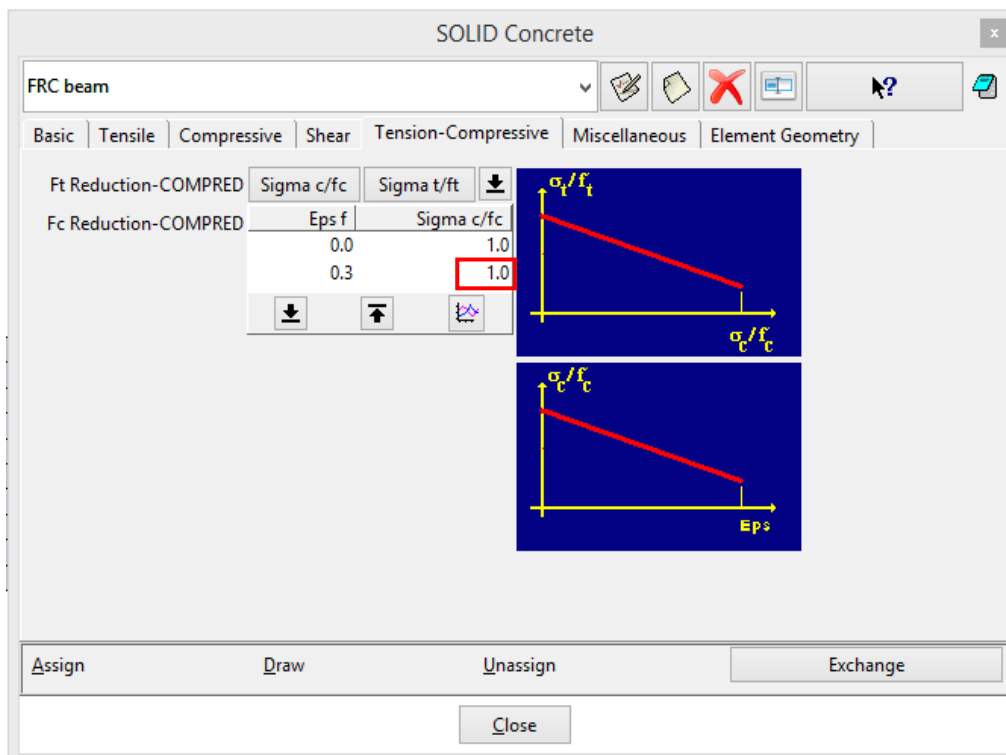 SOLID Concrete
x
FRC beam
?
Basic Tensile Compressive Shear Tension-Compressive Miscellaneous Element Geometry
Ft Reduction-COMPRED Sigma c/fc Sigma t/ft
Fc Reduction-COMPRED Eps f Sigma c/fc
0.0 1.0
0.3 1.0
σt/ft
σc/fc
σc/fc
Eps
Assign Draw Unassign Exchange
Close